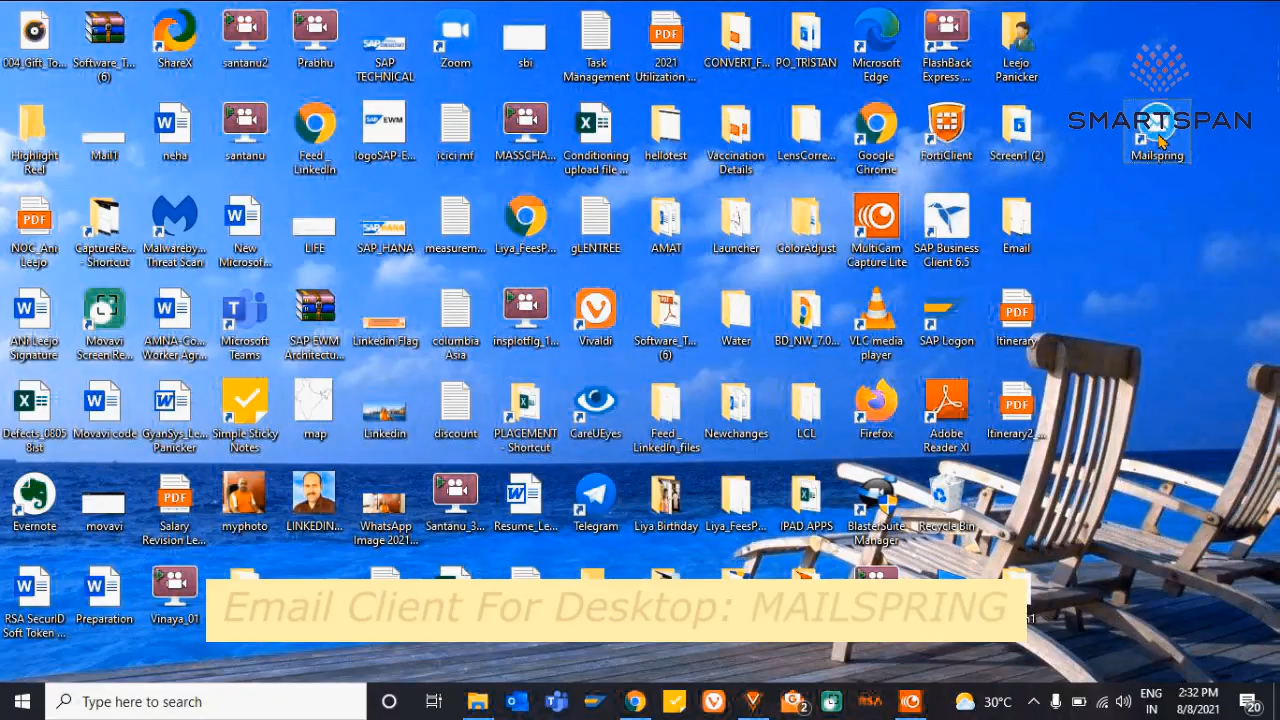 004_Gift_To...
Software_T...
(6)
ShareX
santanu2
Prabhu
SAP
TECHNICAL
Zoom
sbi
Task
Management
2021
Utilization ...
CONVERT_F...
PO_TRISTAN
Microsoft
Edge
FlashBack
Express ...
Leejo
Panicker
SMARTSPAN
Highlight
Reel
Mail1
neha
santanu
Feed _
LinkedIn
logoSAP-E...
icici mf
MASSCHA...
Conditioning
upload file ...
hellotest
Vaccination
Details
LensCorre...
Google
Chrome
FortiClient
Screen1 (2)
Mailspring
NOC_Ani
Leejo
CaptureRe...
- Shortcut
Malwareby...
Threat Scan
New
Microsof...
LIFE
SAP_HANA
measurem...
Liya_FeesP...
gLENTREE
AMAT
Launcher
ColorAdjust
MultiCam
Capture Lite
SAP Business
Client 6.5
Email
ANI Leejo
Signature
Movavi
Screen Re...
AMNA-Co...
Worker Agr...
Microsoft
Teams
SAP EWM
Architectu...
Linkedin Flag
columbia
Asia
insplotfig_1...
Vivaldi
Software_T...
(6)
Water
BD_NW_7.0...
VLC media
player
SAP Logon
Itinerary
Defects_0805
8ist
Movavi code
GyanSys_Le...
Panicker
Simple Sticky
Notes
map
Linkedin
discount
PLACEMENT
- Shortcut
CareUEyes
Feed _
LinkedIn_files
Newchanges
LCL
Firefox
Adobe
Reader XI
Itinerary2_...
Evernote
movavi
Salary
Revision Le...
myphoto
LINKEDIN...
WhatsApp
Image 2021...
Santanu_3...
Resume_Le...
Telegram
Liya Birthday
Liya_FeesP...
IPAD APPS
BlasterSuite
Manager
Recycle Bin
RSA SecurID
Soft Token ...
Preparation
Vinaya_01
Email Client For Desktop: MAILSPRING
Type here to search
30°C
ENG
IN
2:32 PM
8/8/2021
20